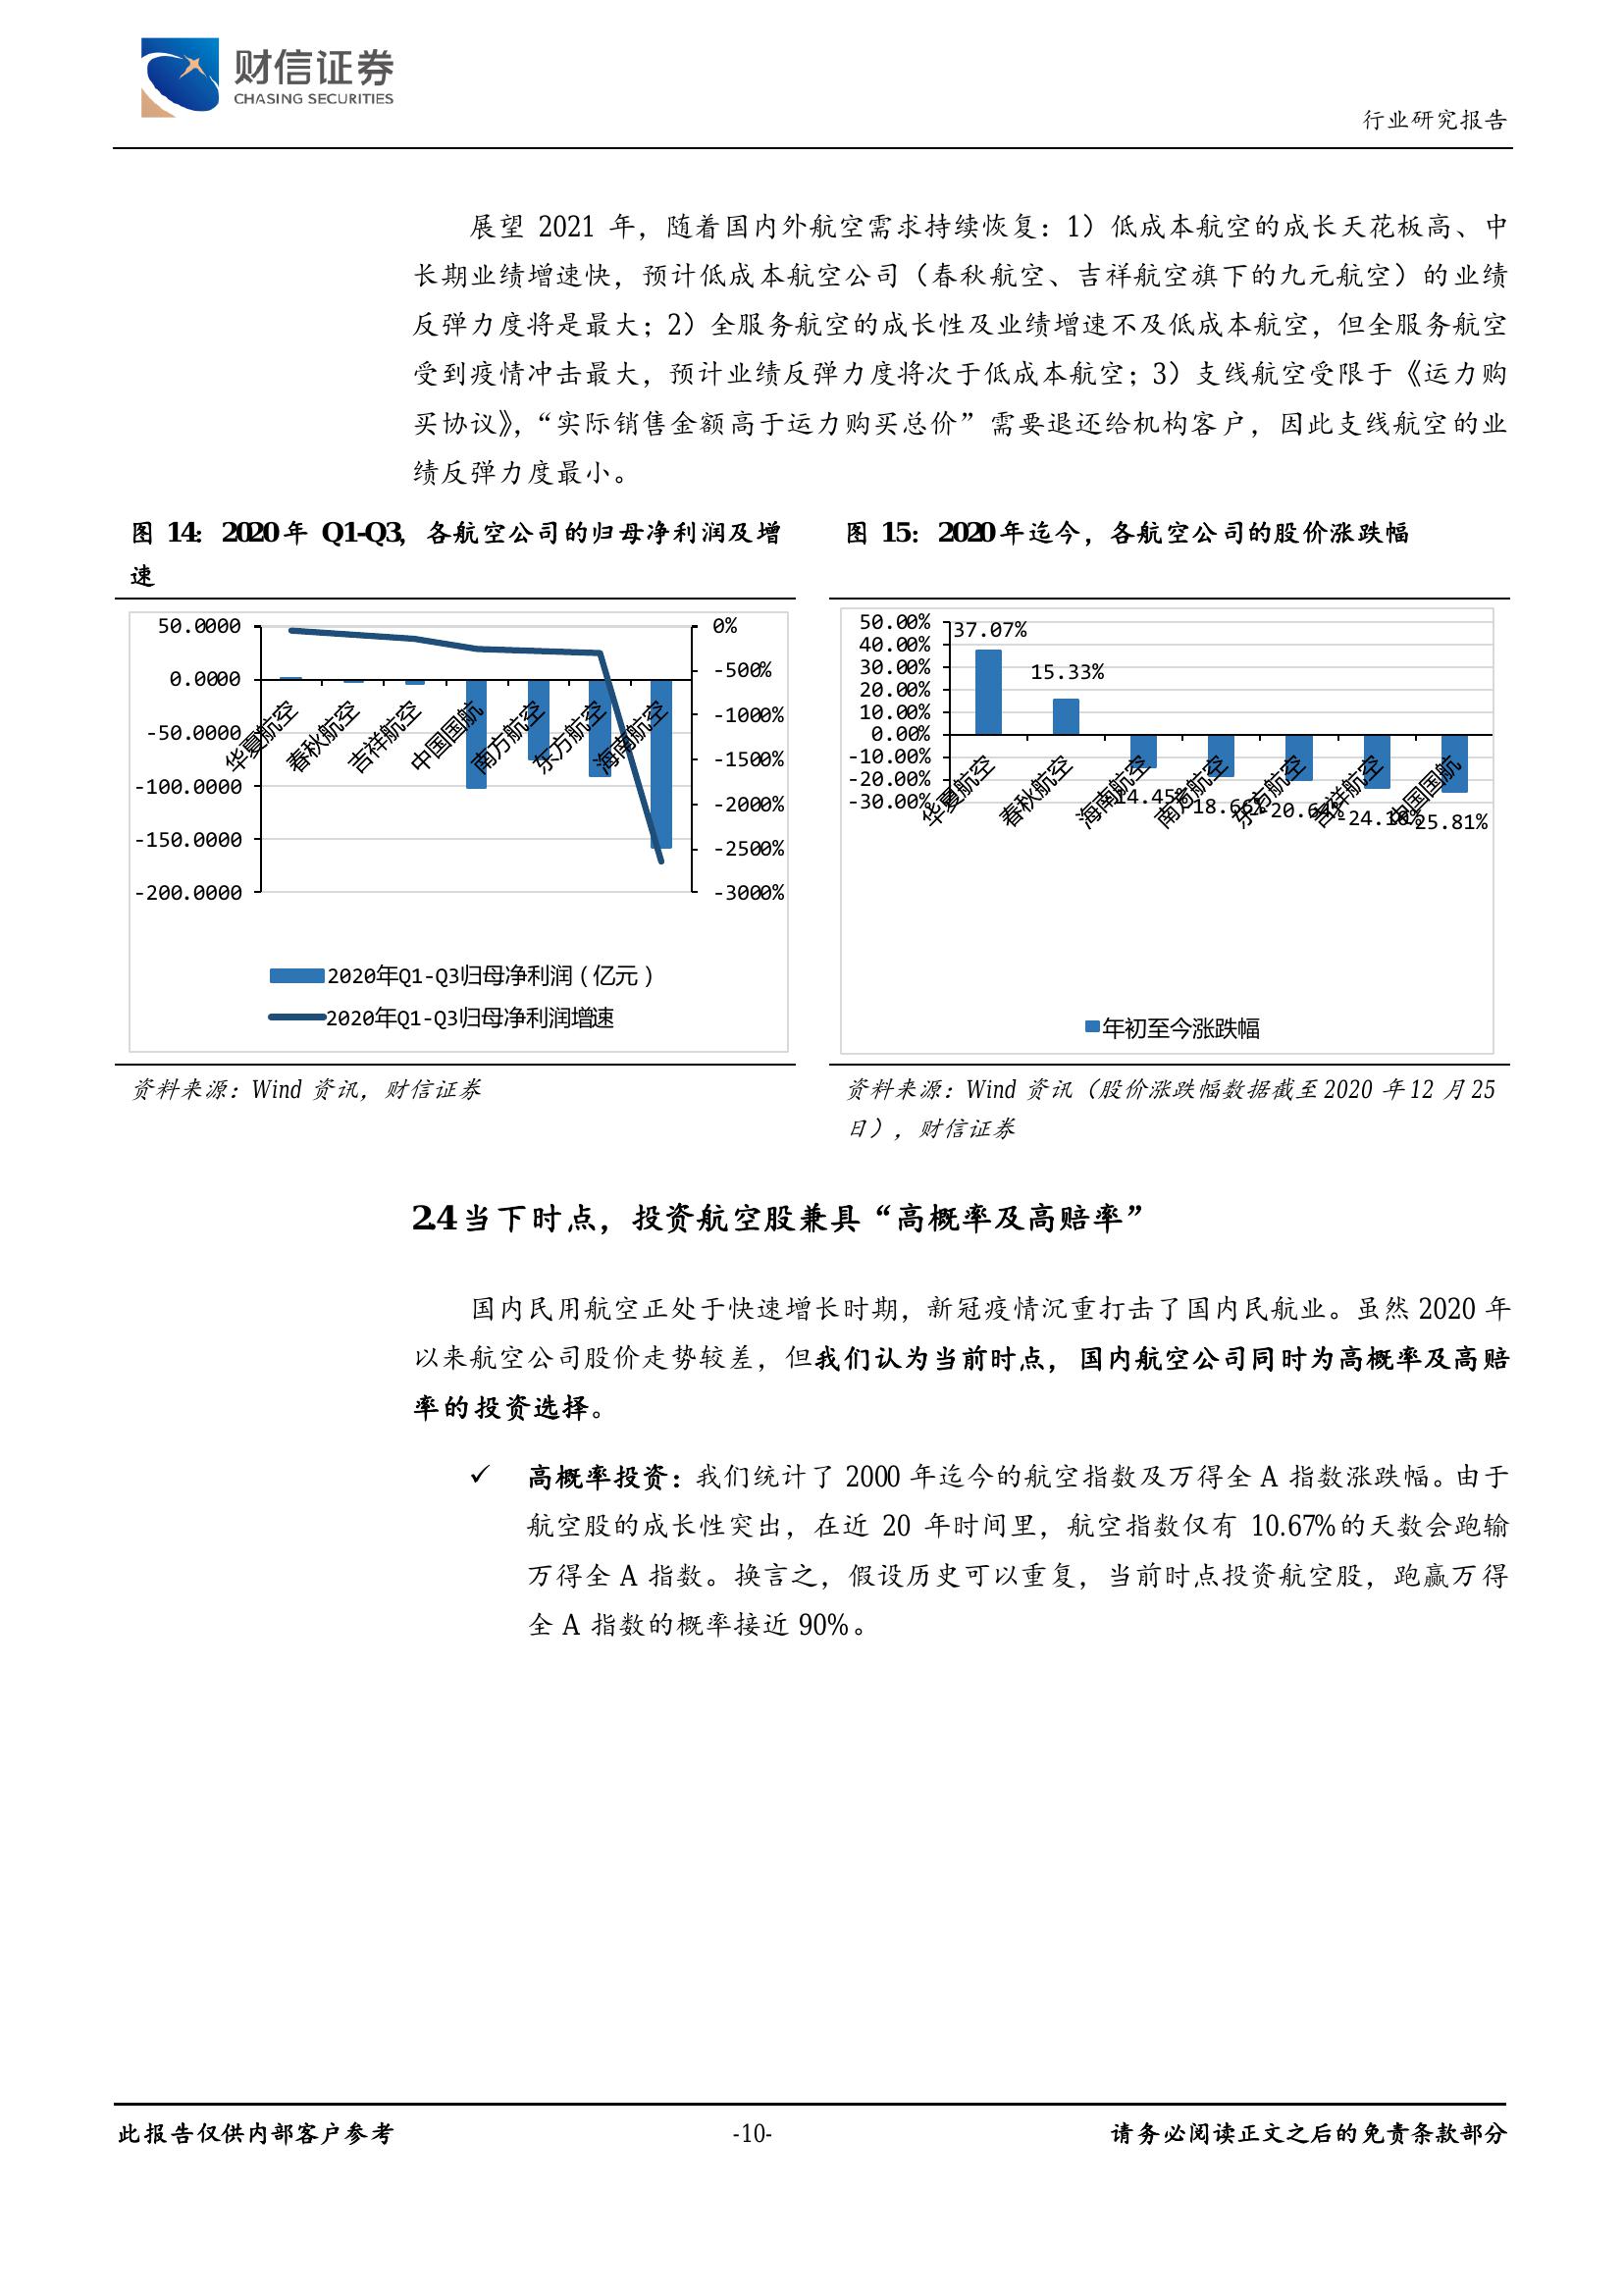 财信证券
CHASING SECURITIES
行业研究报告
展望 2021 年，随着国内外航空需求持续恢复：1）低成本航空的成长天花板高、中
长期业绩增速快，预计低成本航空公司（春秋航空、吉祥航空旗下的九元航空）的业绩
反弹力度将是最大；2）全服务航空的成长性及业绩增速不及低成本航空，但全服务航空
受到疫情冲击最大，预计业绩反弹力度将次于低成本航空；3）支线航空受限于《运力购
买协议》，“实际销售金额高于运力购买总价”需要退还给机构客户，因此支线航空的业
绩反弹力度最小。
图 14：2020 年 Q1-Q3，各航空公司的归母净利润及增
速
50.0000
0.0000
-50.0000
-100.0000
-150.0000
-200.0000
0%
-500%
-1000%
-1500%
-2000%
-2500%
-3000%
华夏航空
春秋航空
吉祥航空
中国国航
南方航空
东方航空
海南航空
2020年Q1-Q3归母净利润（亿元）
2020年Q1-Q3归母净利润增速
资料来源：Wind 资讯，财信证券
图 15：2020 年迄今，各航空公司的股价涨跌幅
50.00%
40.00%
30.00%
20.00%
10.00%
0.00%
-10.00%
-20.00%
-30.00%
37.07%
15.33%
-14.45%
-18.66%
-20.64%
-24.18%
-25.81%
华夏航空
春秋航空
海南航空
南方航空
东方航空
吉祥航空
中国国航
年初至今涨跌幅
资料来源：Wind 资讯（股价涨跌幅数据截至 2020 年 12 月 25
日），财信证券
2.4 当下时点，投资航空股兼具“高概率及高赔率”
国内民用航空正处于快速增长时期，新冠疫情沉重打击了国内民航业。虽然 2020 年
以来航空公司股价走势较差，但我们认为当前时点，国内航空公司同时为高概率及高赔
率的投资选择。
✓ 高概率投资：我们统计了 2000 年迄今的航空指数及万得全 A 指数涨跌幅。由于
航空股的成长性突出，在近 20 年时间里，航空指数仅有 10.67%的天数会跑输
万得全 A 指数。换言之，假设历史可以重复，当前时点投资航空股，跑赢万得
全 A 指数的概率接近 90%。
此报告仅供内部客户参考
-10-
请务必阅读正文之后的免责条款部分